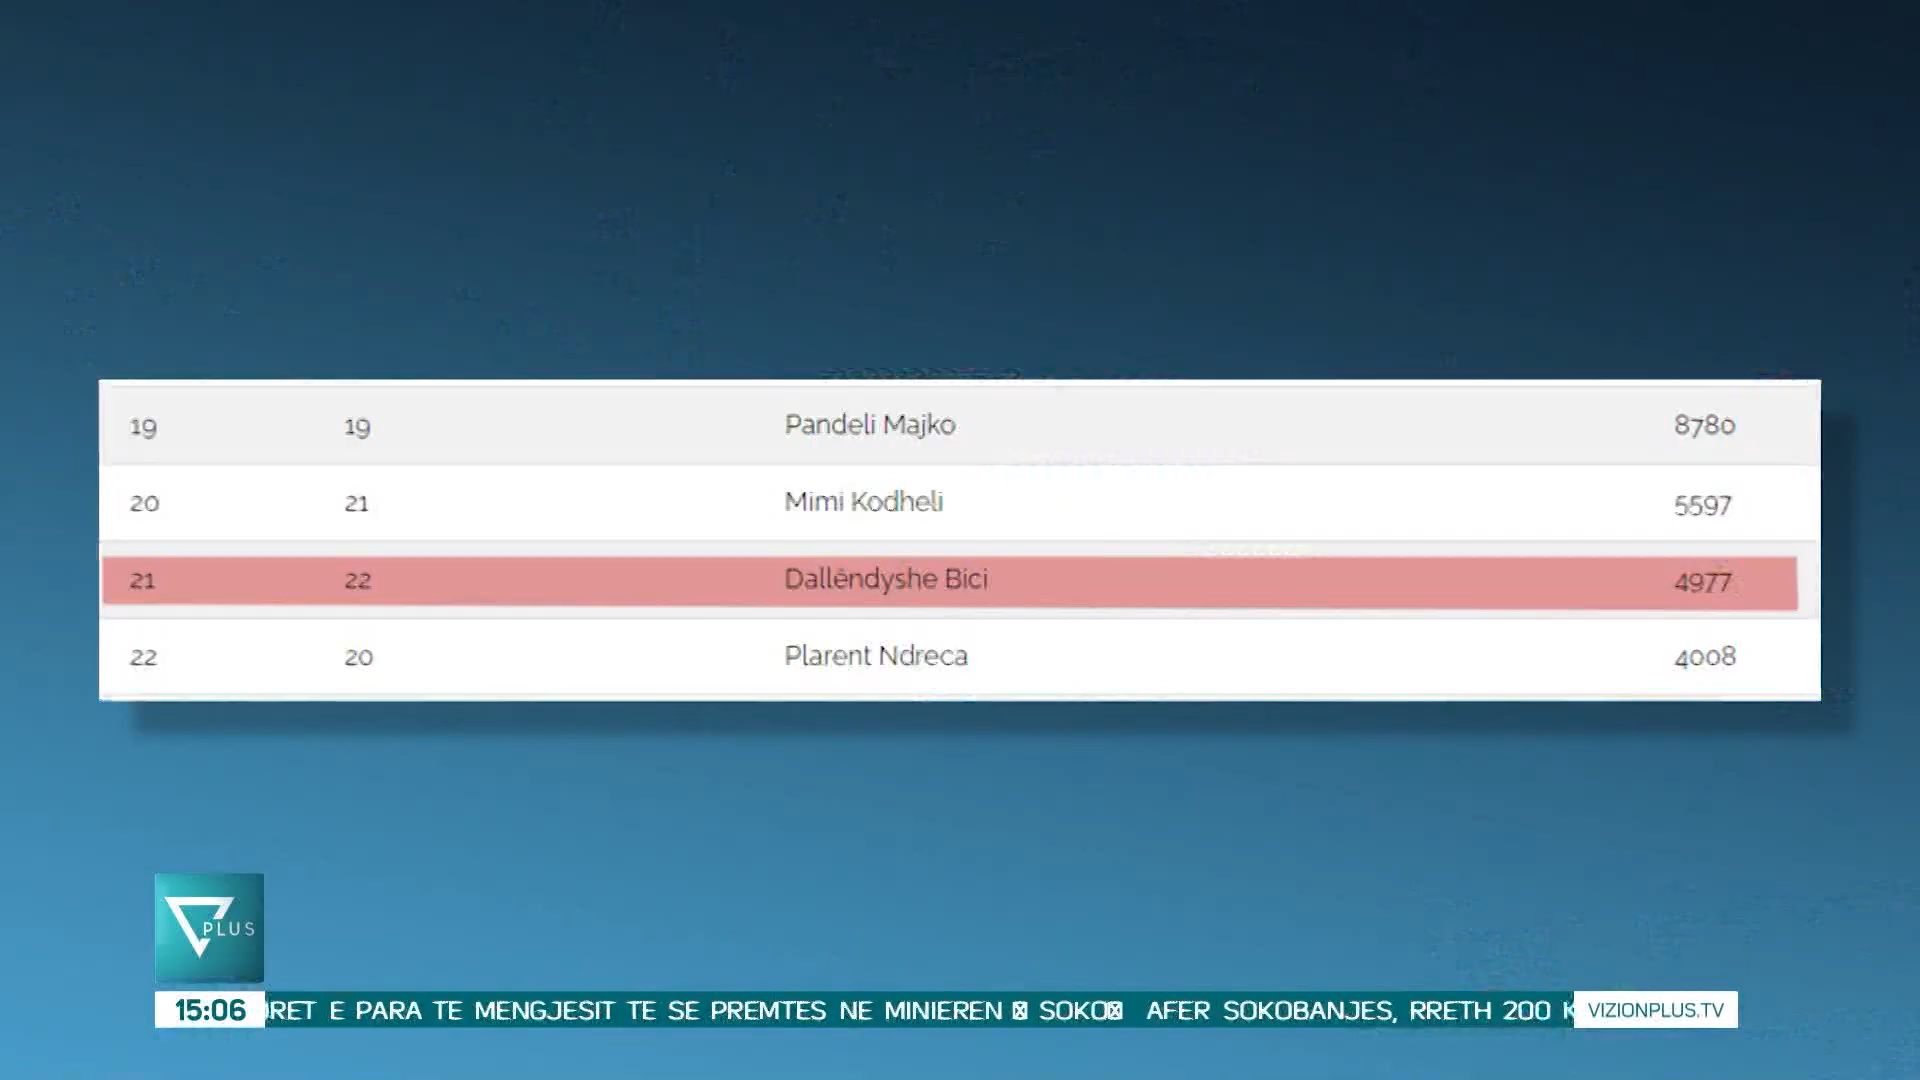 19 19 Pandeli Majko 8780
20 21 Mimi Kodheli 5597
21 22 Dallëndyshe Bici 4977
22 20 Plarent Ndreca 4008
PLUS
15:06 RET E PARA TE MENGJESIT TE SE PREMTES NE MINIEREN SOKO AFER SOKOBANJES, RRETH 200 VIZIONPLUS.TV